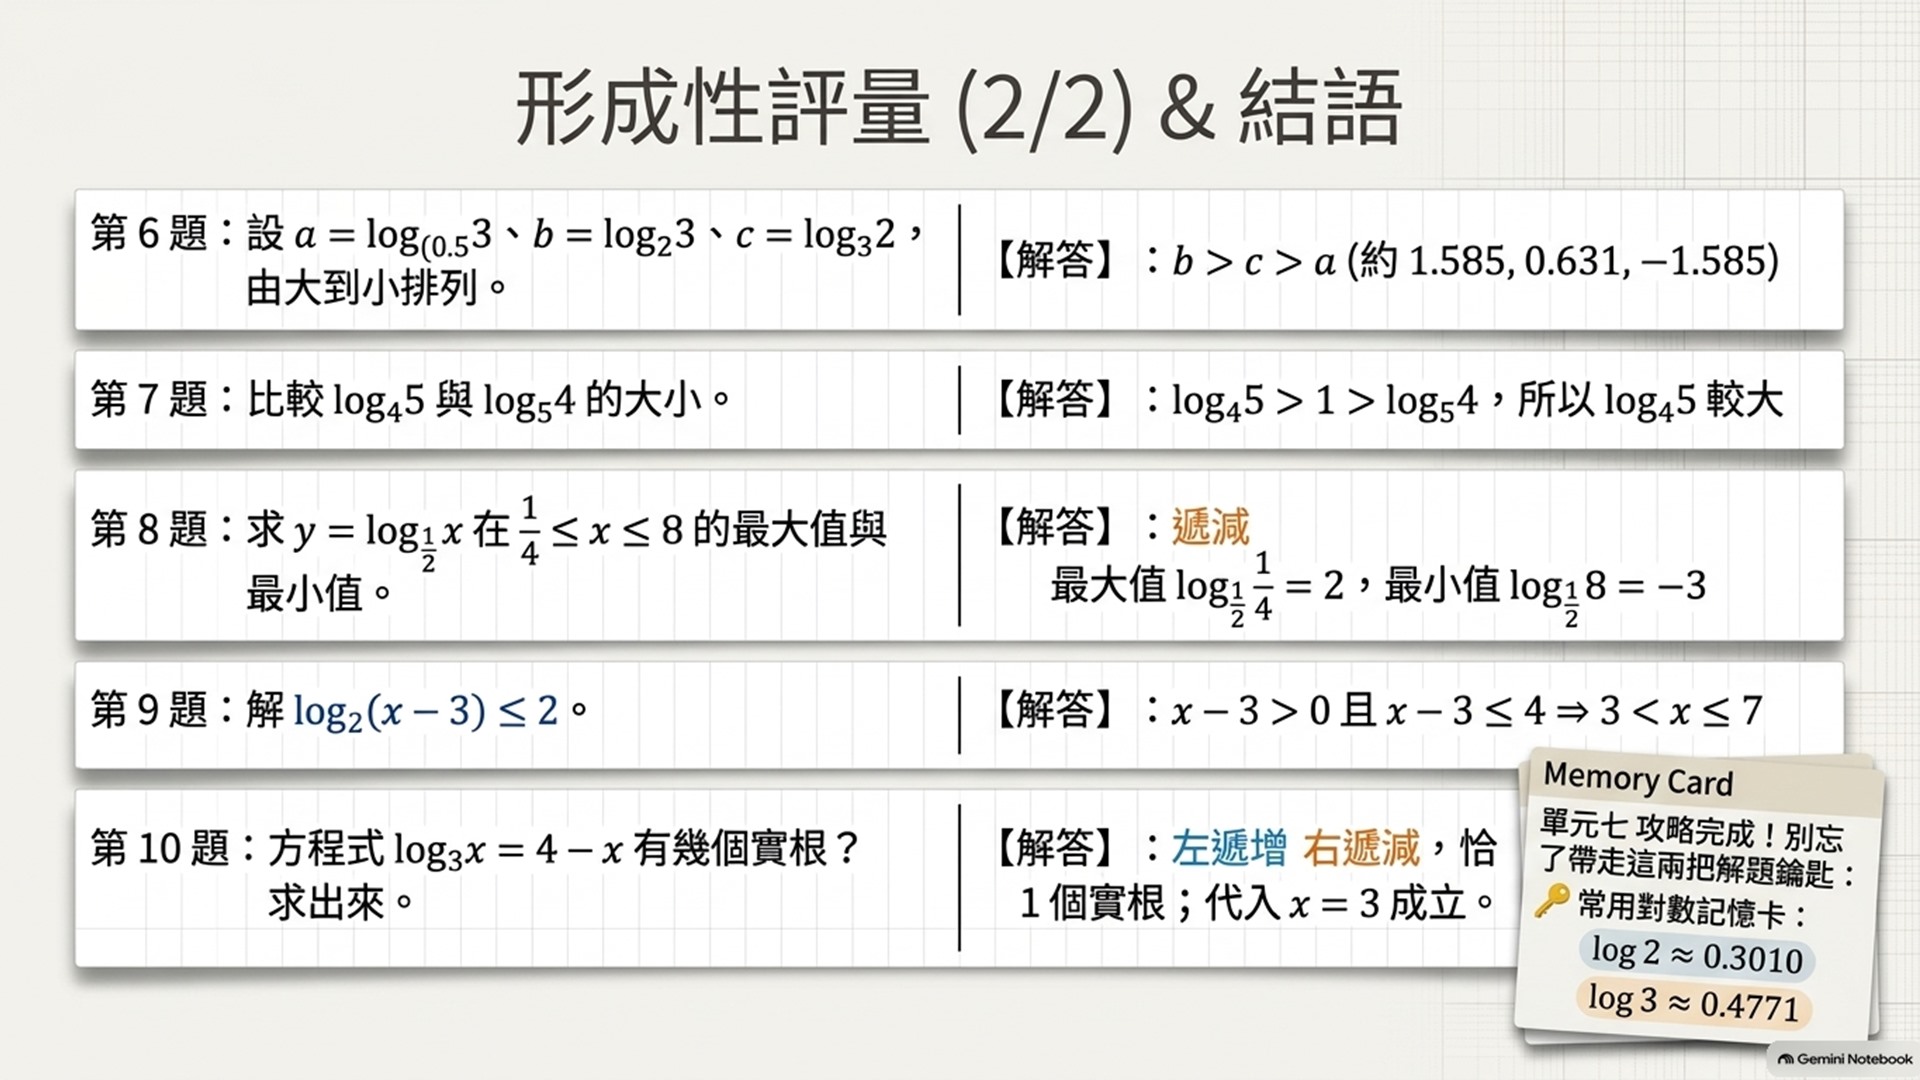 形成性評量 (2/2) & 結語
第 6 題：設 a = log₍₀.₅3、b = log₂3、c = log₃2，
由大到小排列。
【解答】：b > c > a (約 1.585, 0.631, −1.585)
第 7 題：比較 log₄5 與 log₅4 的大小。
【解答】：log₄5 > 1 > log₅4，所以 log₄5 較大
第 8 題：求 y = log_{1/2} x 在 1/4 ≤ x ≤ 8 的最大值與
最小值。
【解答】：遞減
最大值 log_{1/2} 1/4 = 2，最小值 log_{1/2} 8 = −3
第 9 題：解 log₂(x − 3) ≤ 2。
【解答】：x − 3 > 0 且 x − 3 ≤ 4 ⇒ 3 < x ≤ 7
第 10 題：方程式 log₃x = 4 − x 有幾個實根？
求出來。
【解答】：左遞增 右遞減，恰
1 個實根；代入 x = 3 成立。
Memory Card
單元七 攻略完成！別忘
了帶走這兩把解題鑰匙：
常用對數記憶卡：
log 2 ≈ 0.3010
log 3 ≈ 0.4771
Gemini Notebook